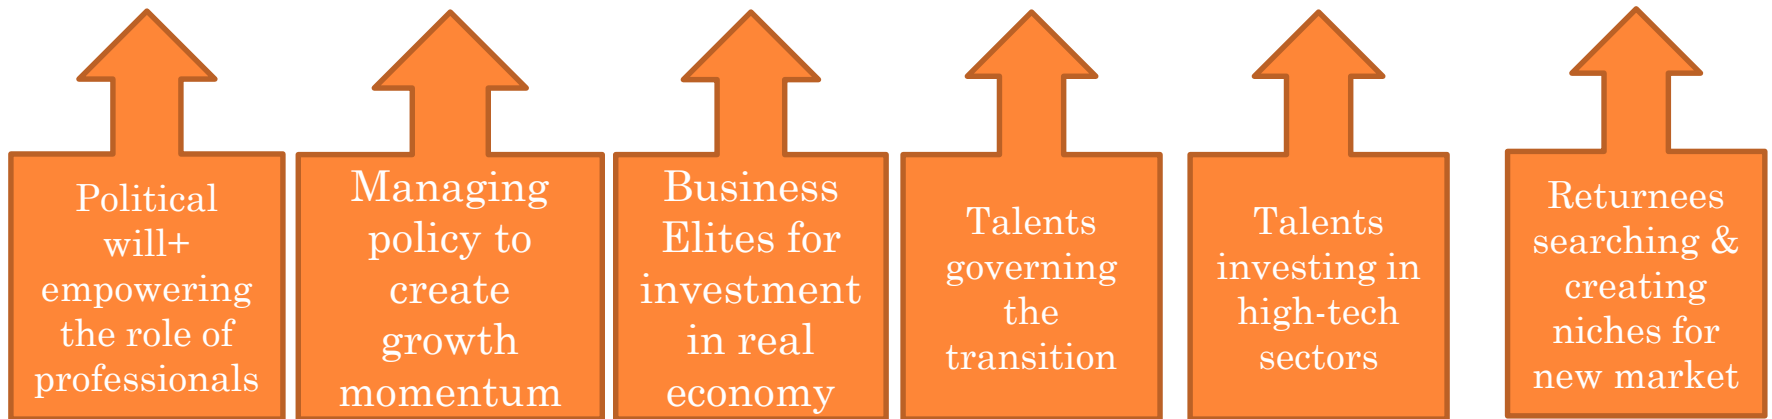 Political
will+
empowering
the role of
professionals
Managing
policy to
create
growth
momentum
Business
Elites for
investment
in real
economy
Talents
governing
the
transition
Talents
investing in
high-tech
sectors
Returnees
searching &
creating
niches for
new market